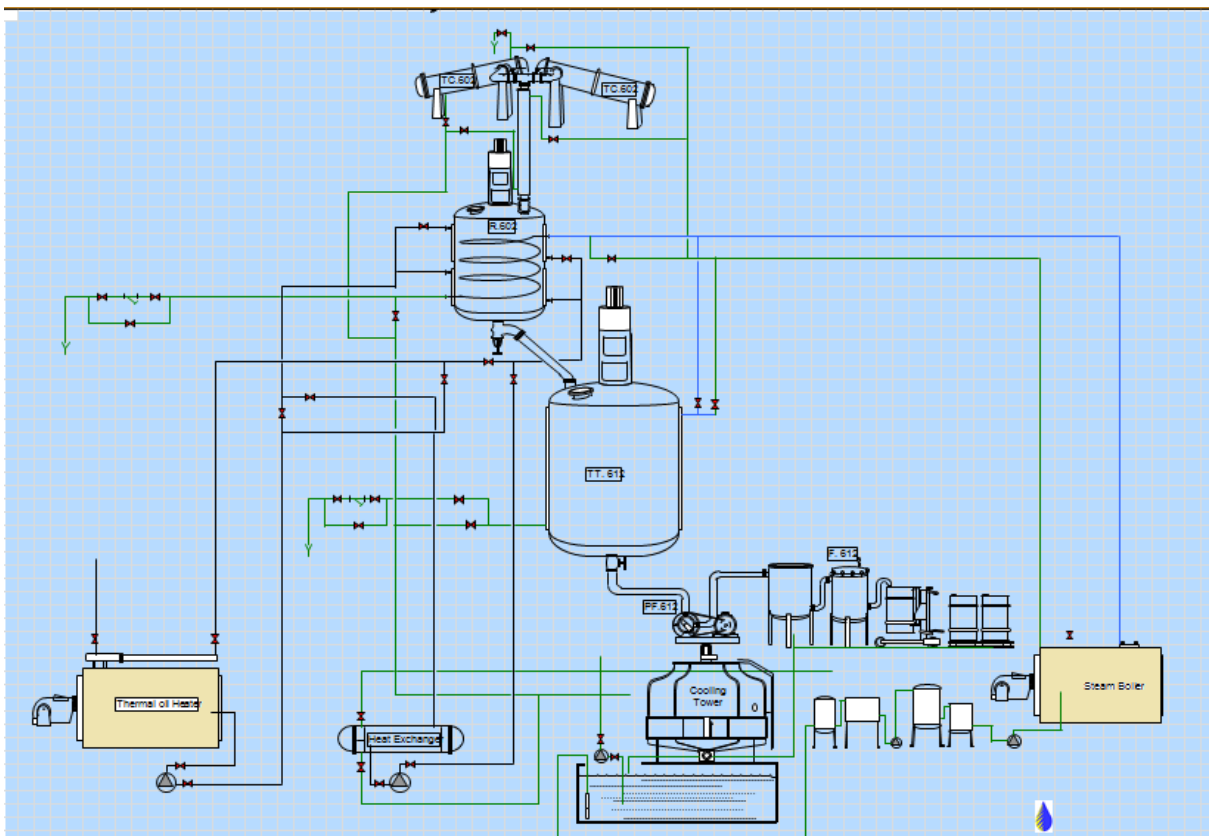 TC.602
TC.602
R.602
TT. 612
F. 612
PF.612
Cooling
Tower
Steam Boiler
Thermal oil Heater
Heat Exchanger